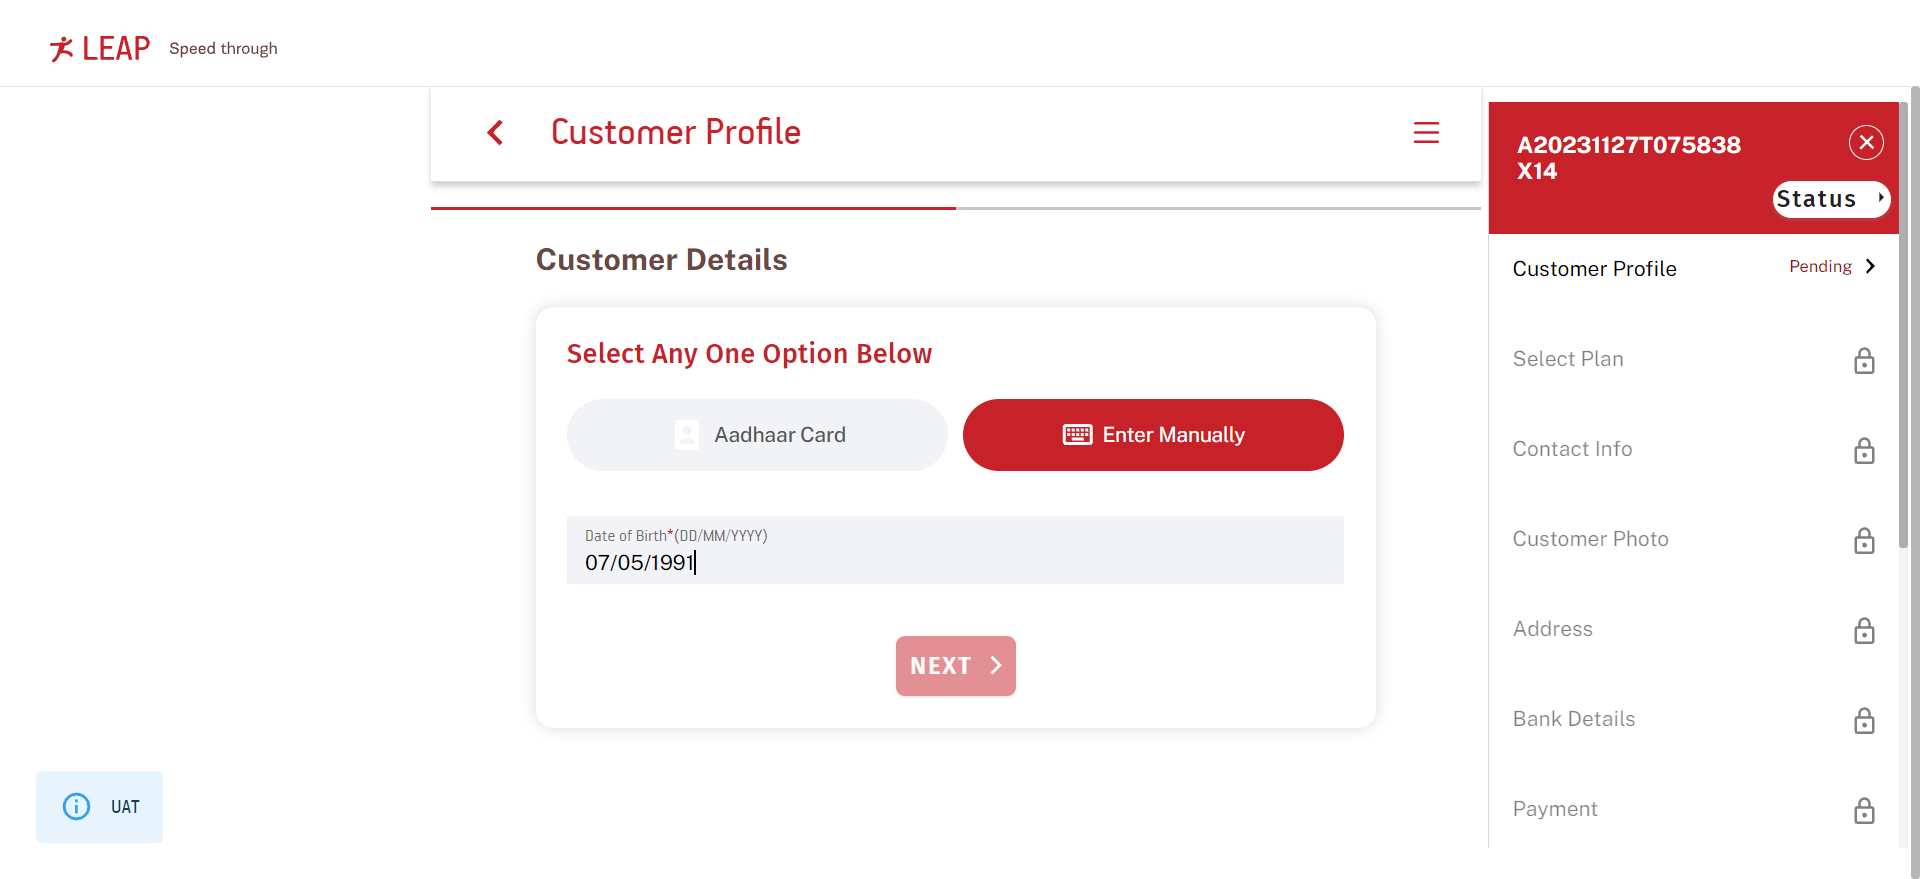 LEAP Speed through
Customer Profile
A20231127T075838
X14
Status
Customer Details
Customer Profile Pending
Select Any One Option Below
Select Plan
Aadhaar Card
Enter Manually
Contact Info
Date of Birth*(DD/MM/YYYY)
07/05/1991
Customer Photo
Address
NEXT
Bank Details
UAT
Payment